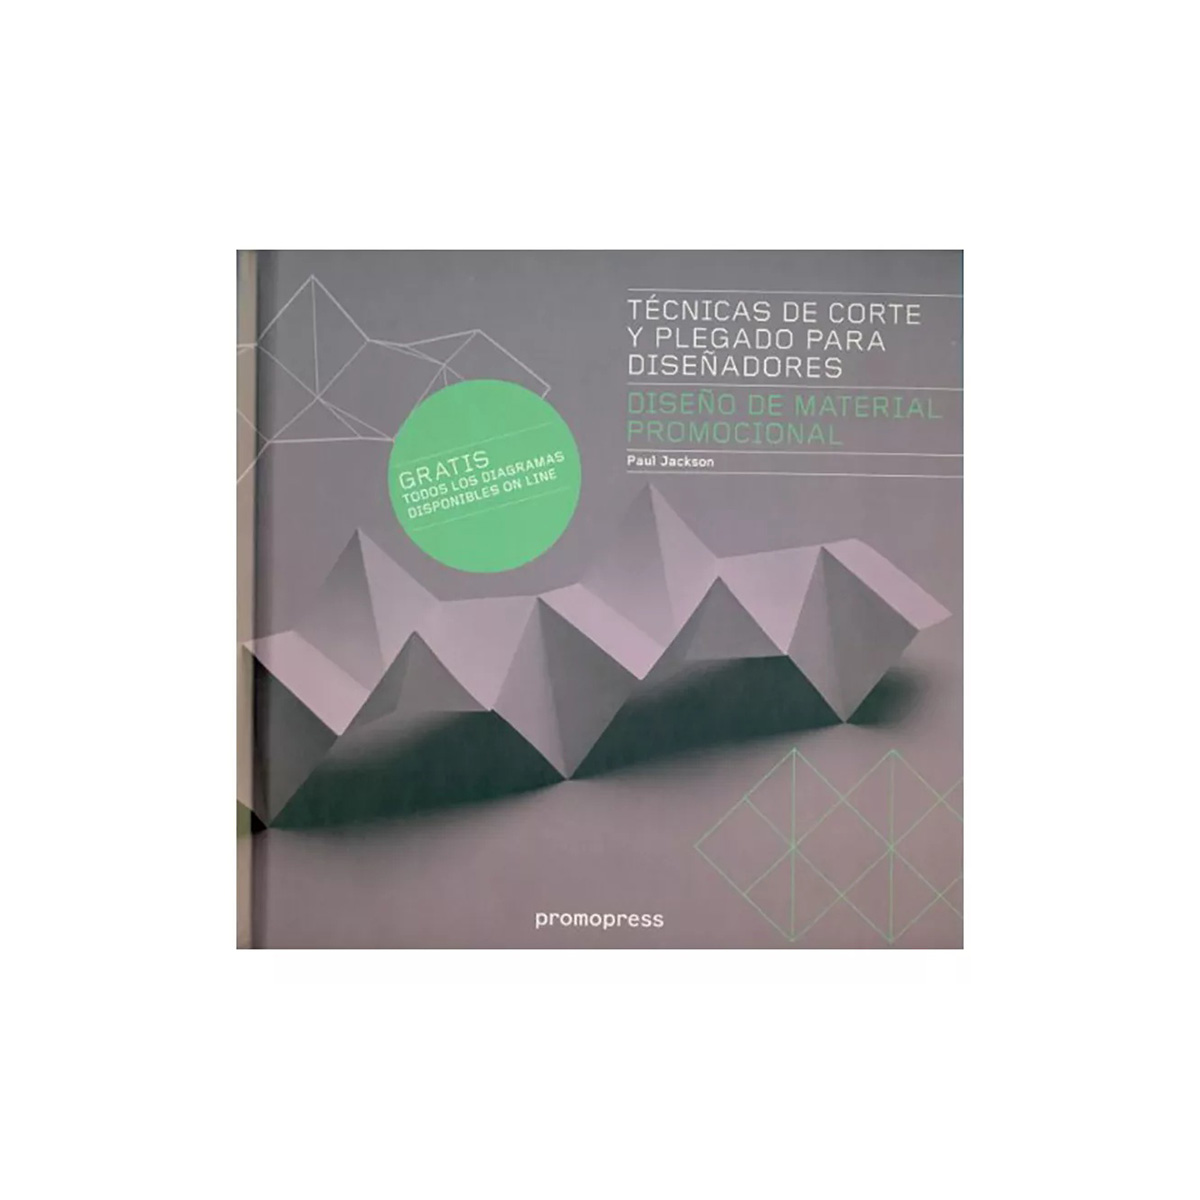 TÉCNICAS DE CORTE
Y PLEGADO PARA
DISEÑADORES
DISEÑO DE MATERIAL
PROMOCIONAL
Paul Jackson
GRATIS
TODOS LOS DIAGRAMAS
DISPONIBLES ON LINE
promopress